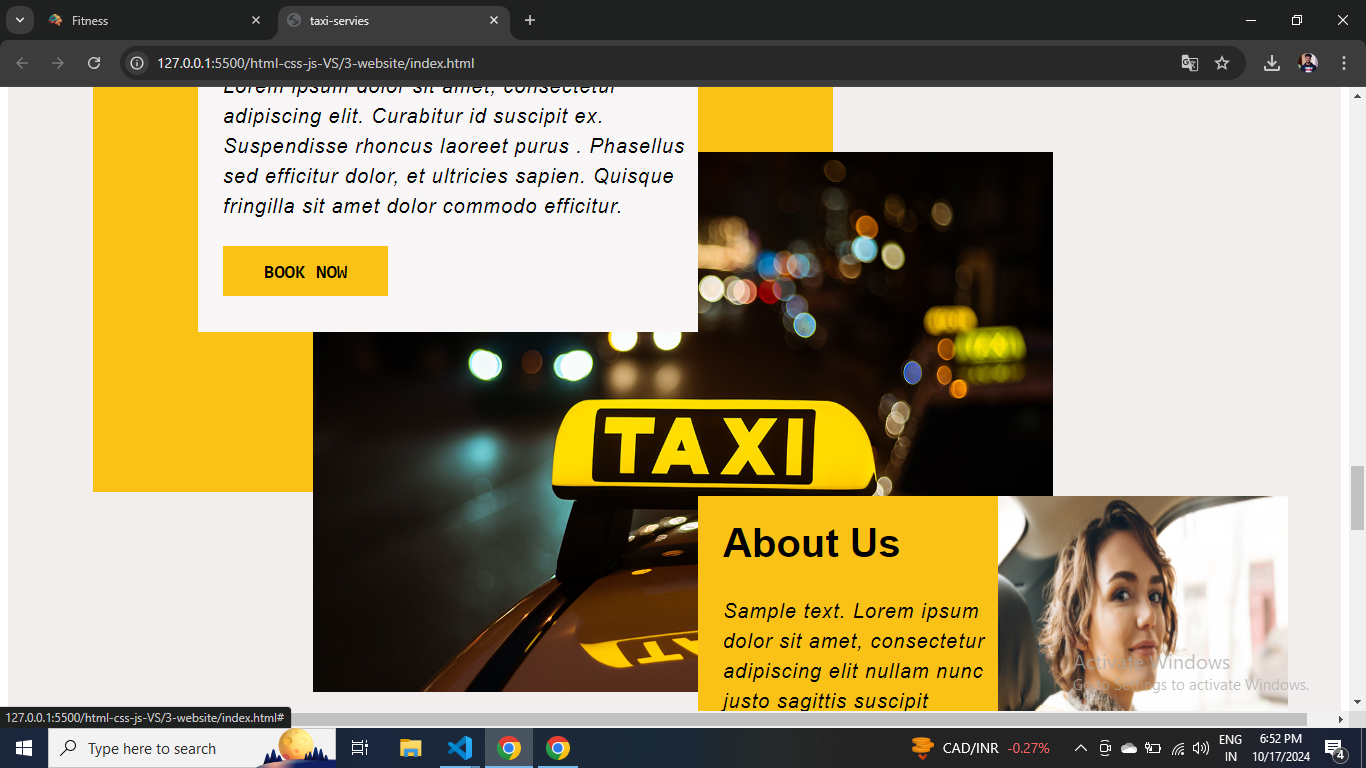 Fitness
taxi-servies
127.0.0.1:5500/html-css-js-VS/3-website/index.html
Lorem ipsum dolor sit amet, consectetur
adipiscing elit. Curabitur id suscipit ex.
Suspendisse rhoncus laoreet purus . Phasellus
sed efficitur dolor, et ultricies sapien. Quisque
fringilla sit amet dolor commodo efficitur.
BOOK NOW
TAXI
About Us
Sample text. Lorem ipsum
dolor sit amet, consectetur
adipiscing elit nullam nunc
justo sagittis suscipit
Activate Windows
Go to Settings to activate Windows.
127.0.0.1:5500/html-css-js-VS/3-website/index.html#
Type here to search
CAD/INR -0.27%
ENG
IN
6:52 PM
10/17/2024
4